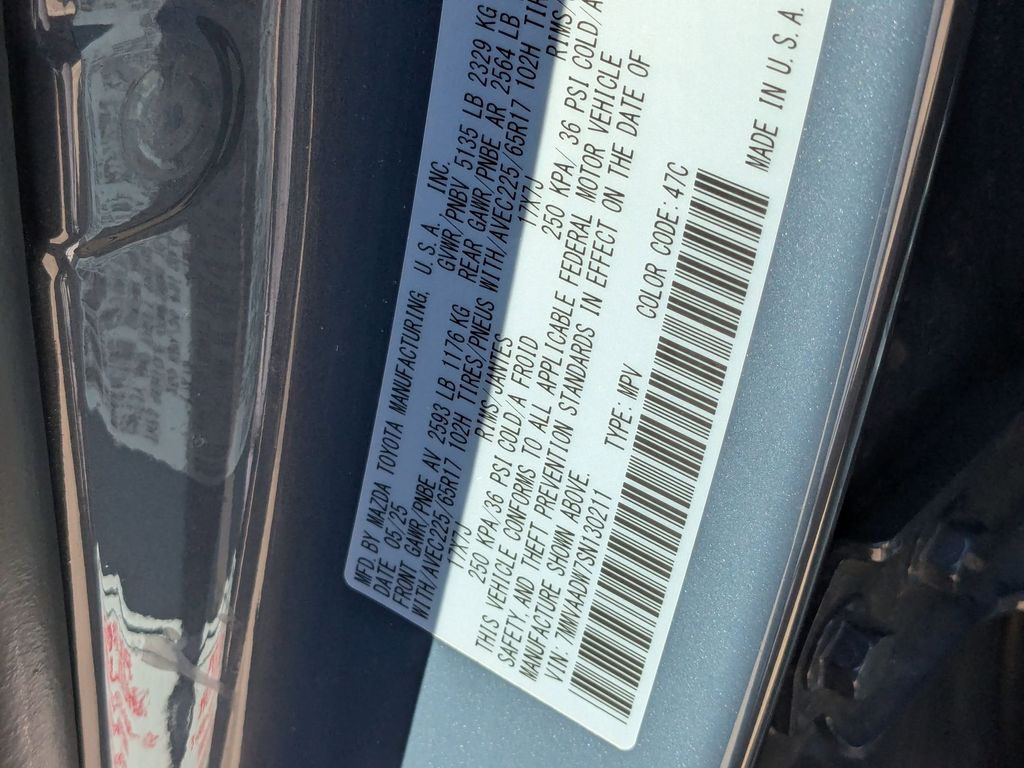 MFD. BY MAZDA TOYOTA MANUFACTURING, U. S. A. INC.
DATE 05/25 GVWR/PNBV 5135 LB 2329 KG
FRONT GAWR/PNBE AV 2593 LB 1176 KG REAR GAWR/PNBE AR 2564 LB
WITH/AVEC225/65R17 102H TIRES/PNEUS WITH/AVEC225/65R17 102H
17X7J RIMS/JANTES 17X7J
250 KPA/36 PSI COLD/A FROID 250 KPA/ 36 PSI COLD/A
THIS VEHICLE CONFORMS TO ALL APPLICABLE FEDERAL MOTOR VEHICLE
SAFETY, AND THEFT PREVENTION STANDARDS IN EFFECT ON THE DATE OF
MANUFACTURE SHOWN ABOVE.
VIN: 7MMVAADW7SN130211 TYPE: MPV COLOR CODE: 47C
MADE IN U. S. A.